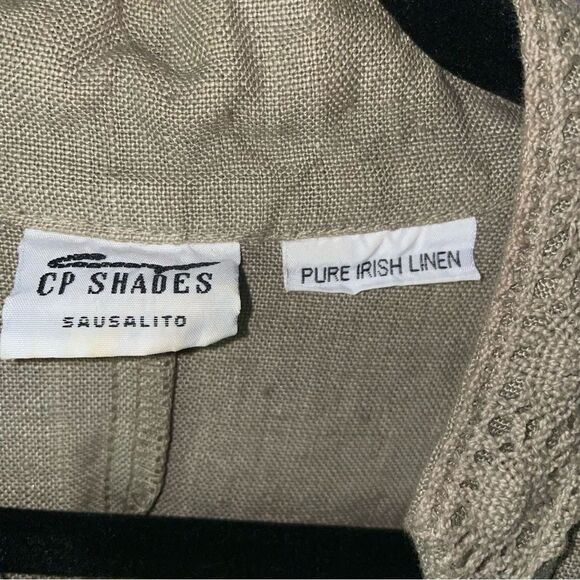 CP SHADES
SAUSALITO
PURE IRISH LINEN